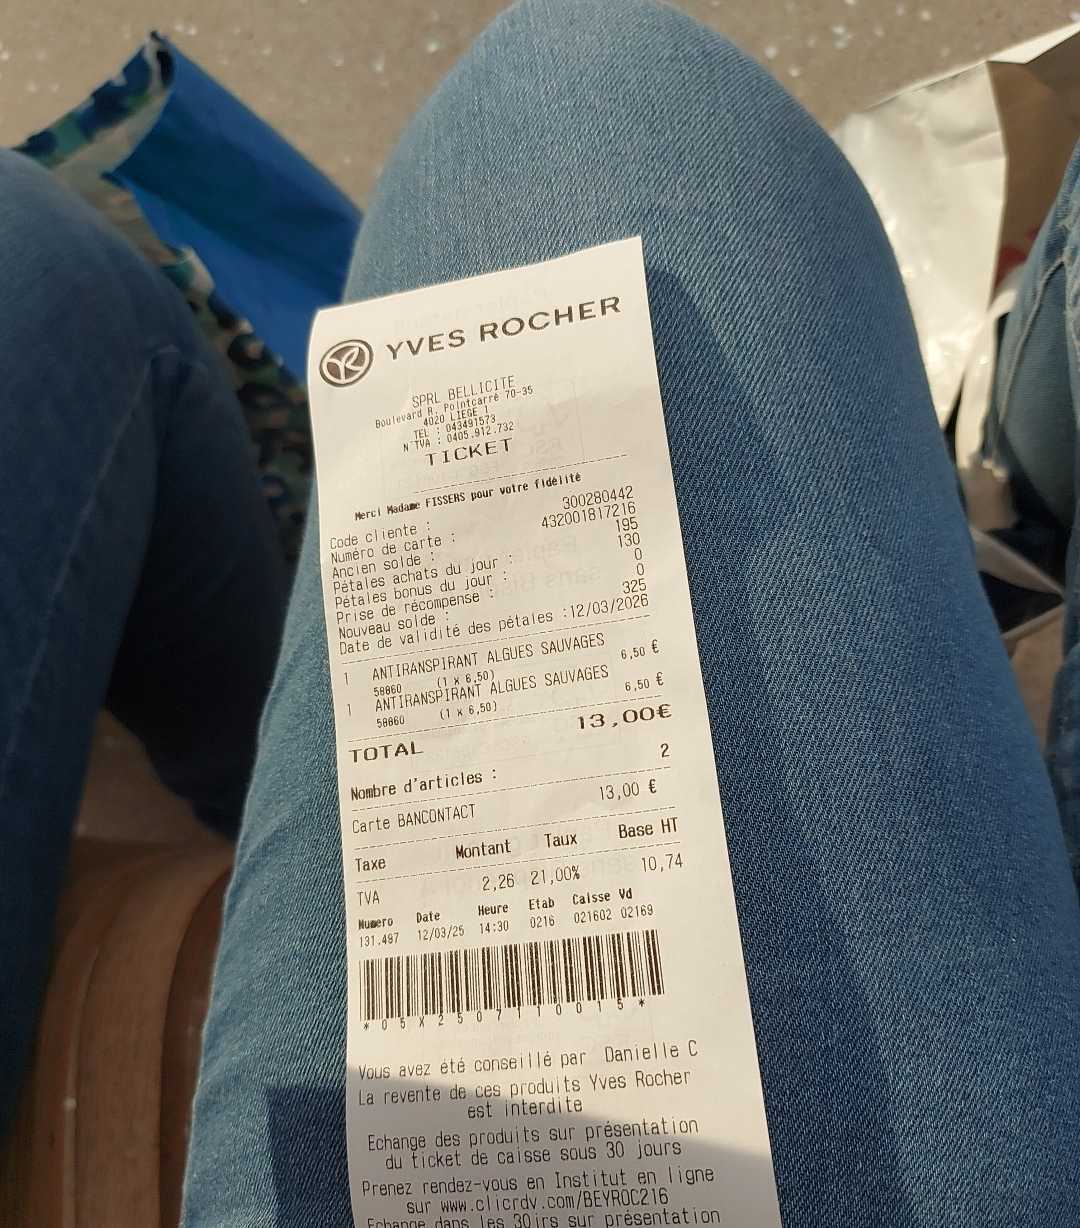 YVES ROCHER
SPRL BELLICITE
Boulevard R. Pointcarré 70-35
4020 LIEGE 1
TEL : 043491573
N°TVA : 0405.912.732
TICKET
Merci Madame FISSERS pour votre fidélité
Code cliente : 300280442
Numéro de carte : 432001817216
Ancien solde : 195
Pétales achats du jour : 130
Pétales bonus du jour : 0
Prise de récompense : 0
Nouveau solde : 325
Date de validité des pétales :12/03/2026
1 ANTIRANSPIRANT ALGUES SAUVAGES 6,50 €
58860 (1 x 6,50)
1 ANTIRANSPIRANT ALGUES SAUVAGES 6,50 €
58860 (1 x 6,50)
TOTAL 13,00€
Nombre d'articles : 2
Carte BANCONTACT 13,00 €
Taxe Montant Taux Base HT
TVA 2,26 21,00% 10,74
Numero Date Heure Etab Caisse Vd
131.497 12/03/25 14:30 0216 021602 02169
*05X2507110015*
Vous avez été conseillé par Danielle C
La revente de ces produits Yves Rocher
est interdite
Echange des produits sur présentation
du ticket de caisse sous 30 jours
Prenez rendez-vous en Institut en ligne
sur www.clicrdv.com/BEYROC216
Echange dans les 30jrs sur présentation